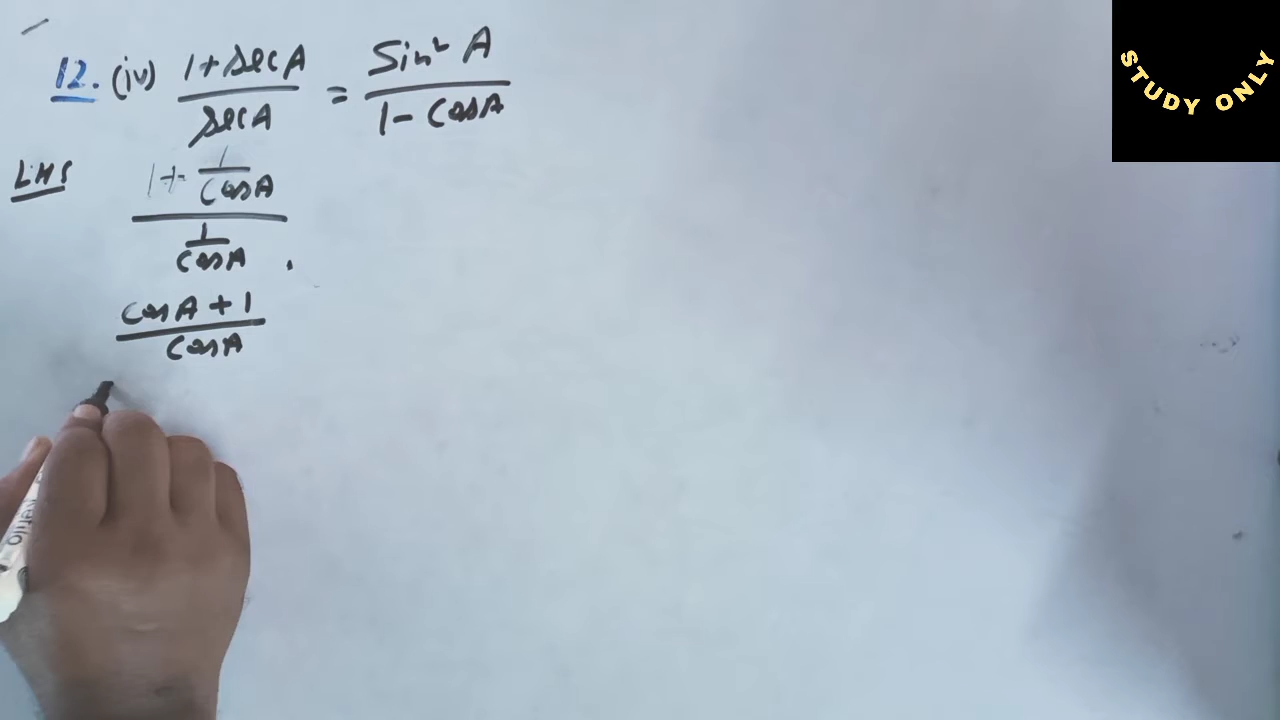 12. (iv) 1+secA / secA = Sin² A / 1- CosA
LHS
1+ 1/CosA
1/CosA .
CosA + 1
CosA
STUDY ONLY